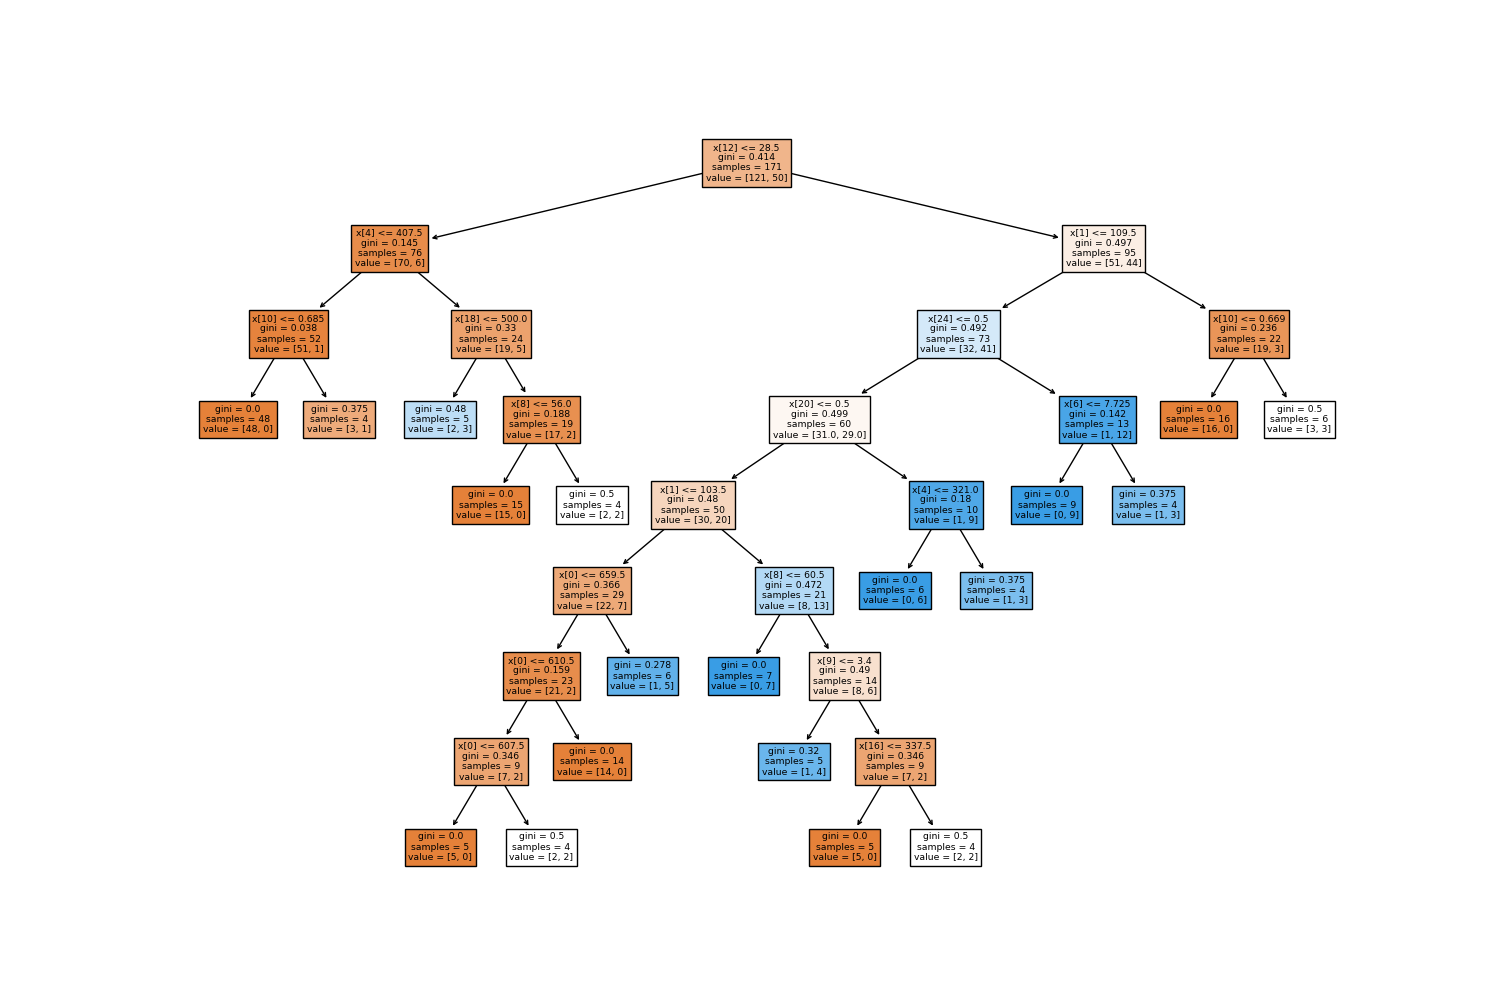 x[12] <= 28.5
gini = 0.414
samples = 171
value = [121, 50]
x[4] <= 407.5
gini = 0.145
samples = 76
value = [70, 6]
x[1] <= 109.5
gini = 0.497
samples = 95
value = [51, 44]
x[10] <= 0.685
gini = 0.038
samples = 52
value = [51, 1]
x[18] <= 500.0
gini = 0.33
samples = 24
value = [19, 5]
x[24] <= 0.5
gini = 0.492
samples = 73
value = [32, 41]
x[10] <= 0.669
gini = 0.236
samples = 22
value = [19, 3]
gini = 0.0
samples = 48
value = [48, 0]
gini = 0.375
samples = 4
value = [3, 1]
gini = 0.48
samples = 5
value = [2, 3]
x[8] <= 56.0
gini = 0.188
samples = 19
value = [17, 2]
x[20] <= 0.5
gini = 0.499
samples = 60
value = [31.0, 29.0]
x[6] <= 7.725
gini = 0.142
samples = 13
value = [1, 12]
gini = 0.0
samples = 16
value = [16, 0]
gini = 0.5
samples = 6
value = [3, 3]
gini = 0.0
samples = 15
value = [15, 0]
gini = 0.5
samples = 4
value = [2, 2]
x[1] <= 103.5
gini = 0.48
samples = 50
value = [30, 20]
x[4] <= 321.0
gini = 0.18
samples = 10
value = [1, 9]
gini = 0.0
samples = 9
value = [0, 9]
gini = 0.375
samples = 4
value = [1, 3]
x[0] <= 659.5
gini = 0.366
samples = 29
value = [22, 7]
x[8] <= 60.5
gini = 0.472
samples = 21
value = [8, 13]
gini = 0.0
samples = 6
value = [0, 6]
gini = 0.375
samples = 4
value = [1, 3]
x[0] <= 610.5
gini = 0.159
samples = 23
value = [21, 2]
gini = 0.278
samples = 6
value = [1, 5]
gini = 0.0
samples = 7
value = [0, 7]
x[9] <= 3.4
gini = 0.49
samples = 14
value = [8, 6]
x[0] <= 607.5
gini = 0.346
samples = 9
value = [7, 2]
gini = 0.0
samples = 14
value = [14, 0]
gini = 0.32
samples = 5
value = [1, 4]
x[16] <= 337.5
gini = 0.346
samples = 9
value = [7, 2]
gini = 0.0
samples = 5
value = [5, 0]
gini = 0.5
samples = 4
value = [2, 2]
gini = 0.0
samples = 5
value = [5, 0]
gini = 0.5
samples = 4
value = [2, 2]